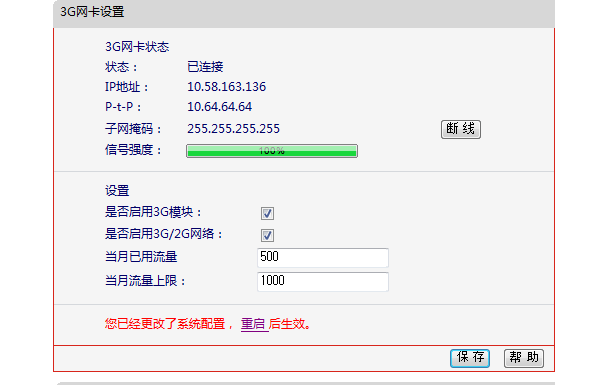 3G网卡设置
3G网卡状态
状态： 已连接
IP地址： 10.58.163.136
P-t-P： 10.64.64.64
子网掩码： 255.255.255.255 断 线
信号强度： 100%
设置
是否启用3G模块：
是否启用3G/2G网络：
当月已用流量 500
当月流量上限： 1000
您已经更改了系统配置， 重启 后生效。
保 存 帮 助